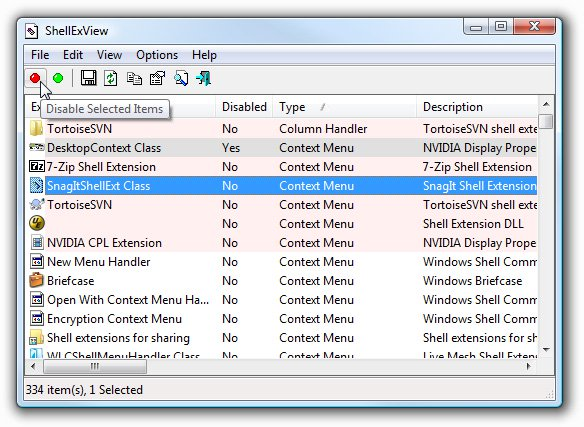 ShellExView
File Edit View Options Help
Disable Selected Items
Disabled Type Description
TortoiseSVN No Column Handler TortoiseSVN shell exte
DesktopContext Class Yes Context Menu NVIDIA Display Prope
7-Zip Shell Extension No Context Menu 7-Zip Shell Extension
SnagItShellExt Class No Context Menu SnagIt Shell Extension
TortoiseSVN No Context Menu TortoiseSVN shell exte
No Context Menu Shell Extension DLL
NVIDIA CPL Extension No Context Menu NVIDIA Display Prope
New Menu Handler No Context Menu Windows Shell Comm
Briefcase No Context Menu Windows Briefcase
Open With Context Menu Ha... No Context Menu Windows Shell Comm
Encryption Context Menu No Context Menu Windows Shell Comm
Shell extensions for sharing No Context Menu Shell extensions for sh
WLCShellMenuHandler Class No Context Menu Live Mesh Shell Exten
334 item(s), 1 Selected